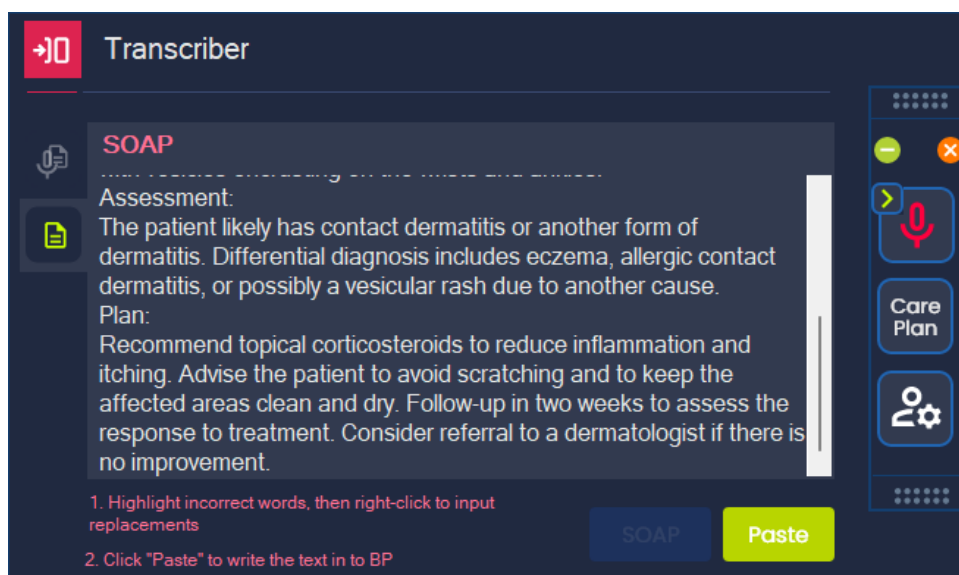 Transcriber
SOAP
Assessment:
The patient likely has contact dermatitis or another form of
dermatitis. Differential diagnosis includes eczema, allergic contact
dermatitis, or possibly a vesicular rash due to another cause.
Plan:
Recommend topical corticosteroids to reduce inflammation and
itching. Advise the patient to avoid scratching and to keep the
affected areas clean and dry. Follow-up in two weeks to assess the
response to treatment. Consider referral to a dermatologist if there is
no improvement.
1. Highlight incorrect words, then right-click to input
replacements
2. Click "Paste" to write the text in to BP
SOAP
Paste
Care
Plan